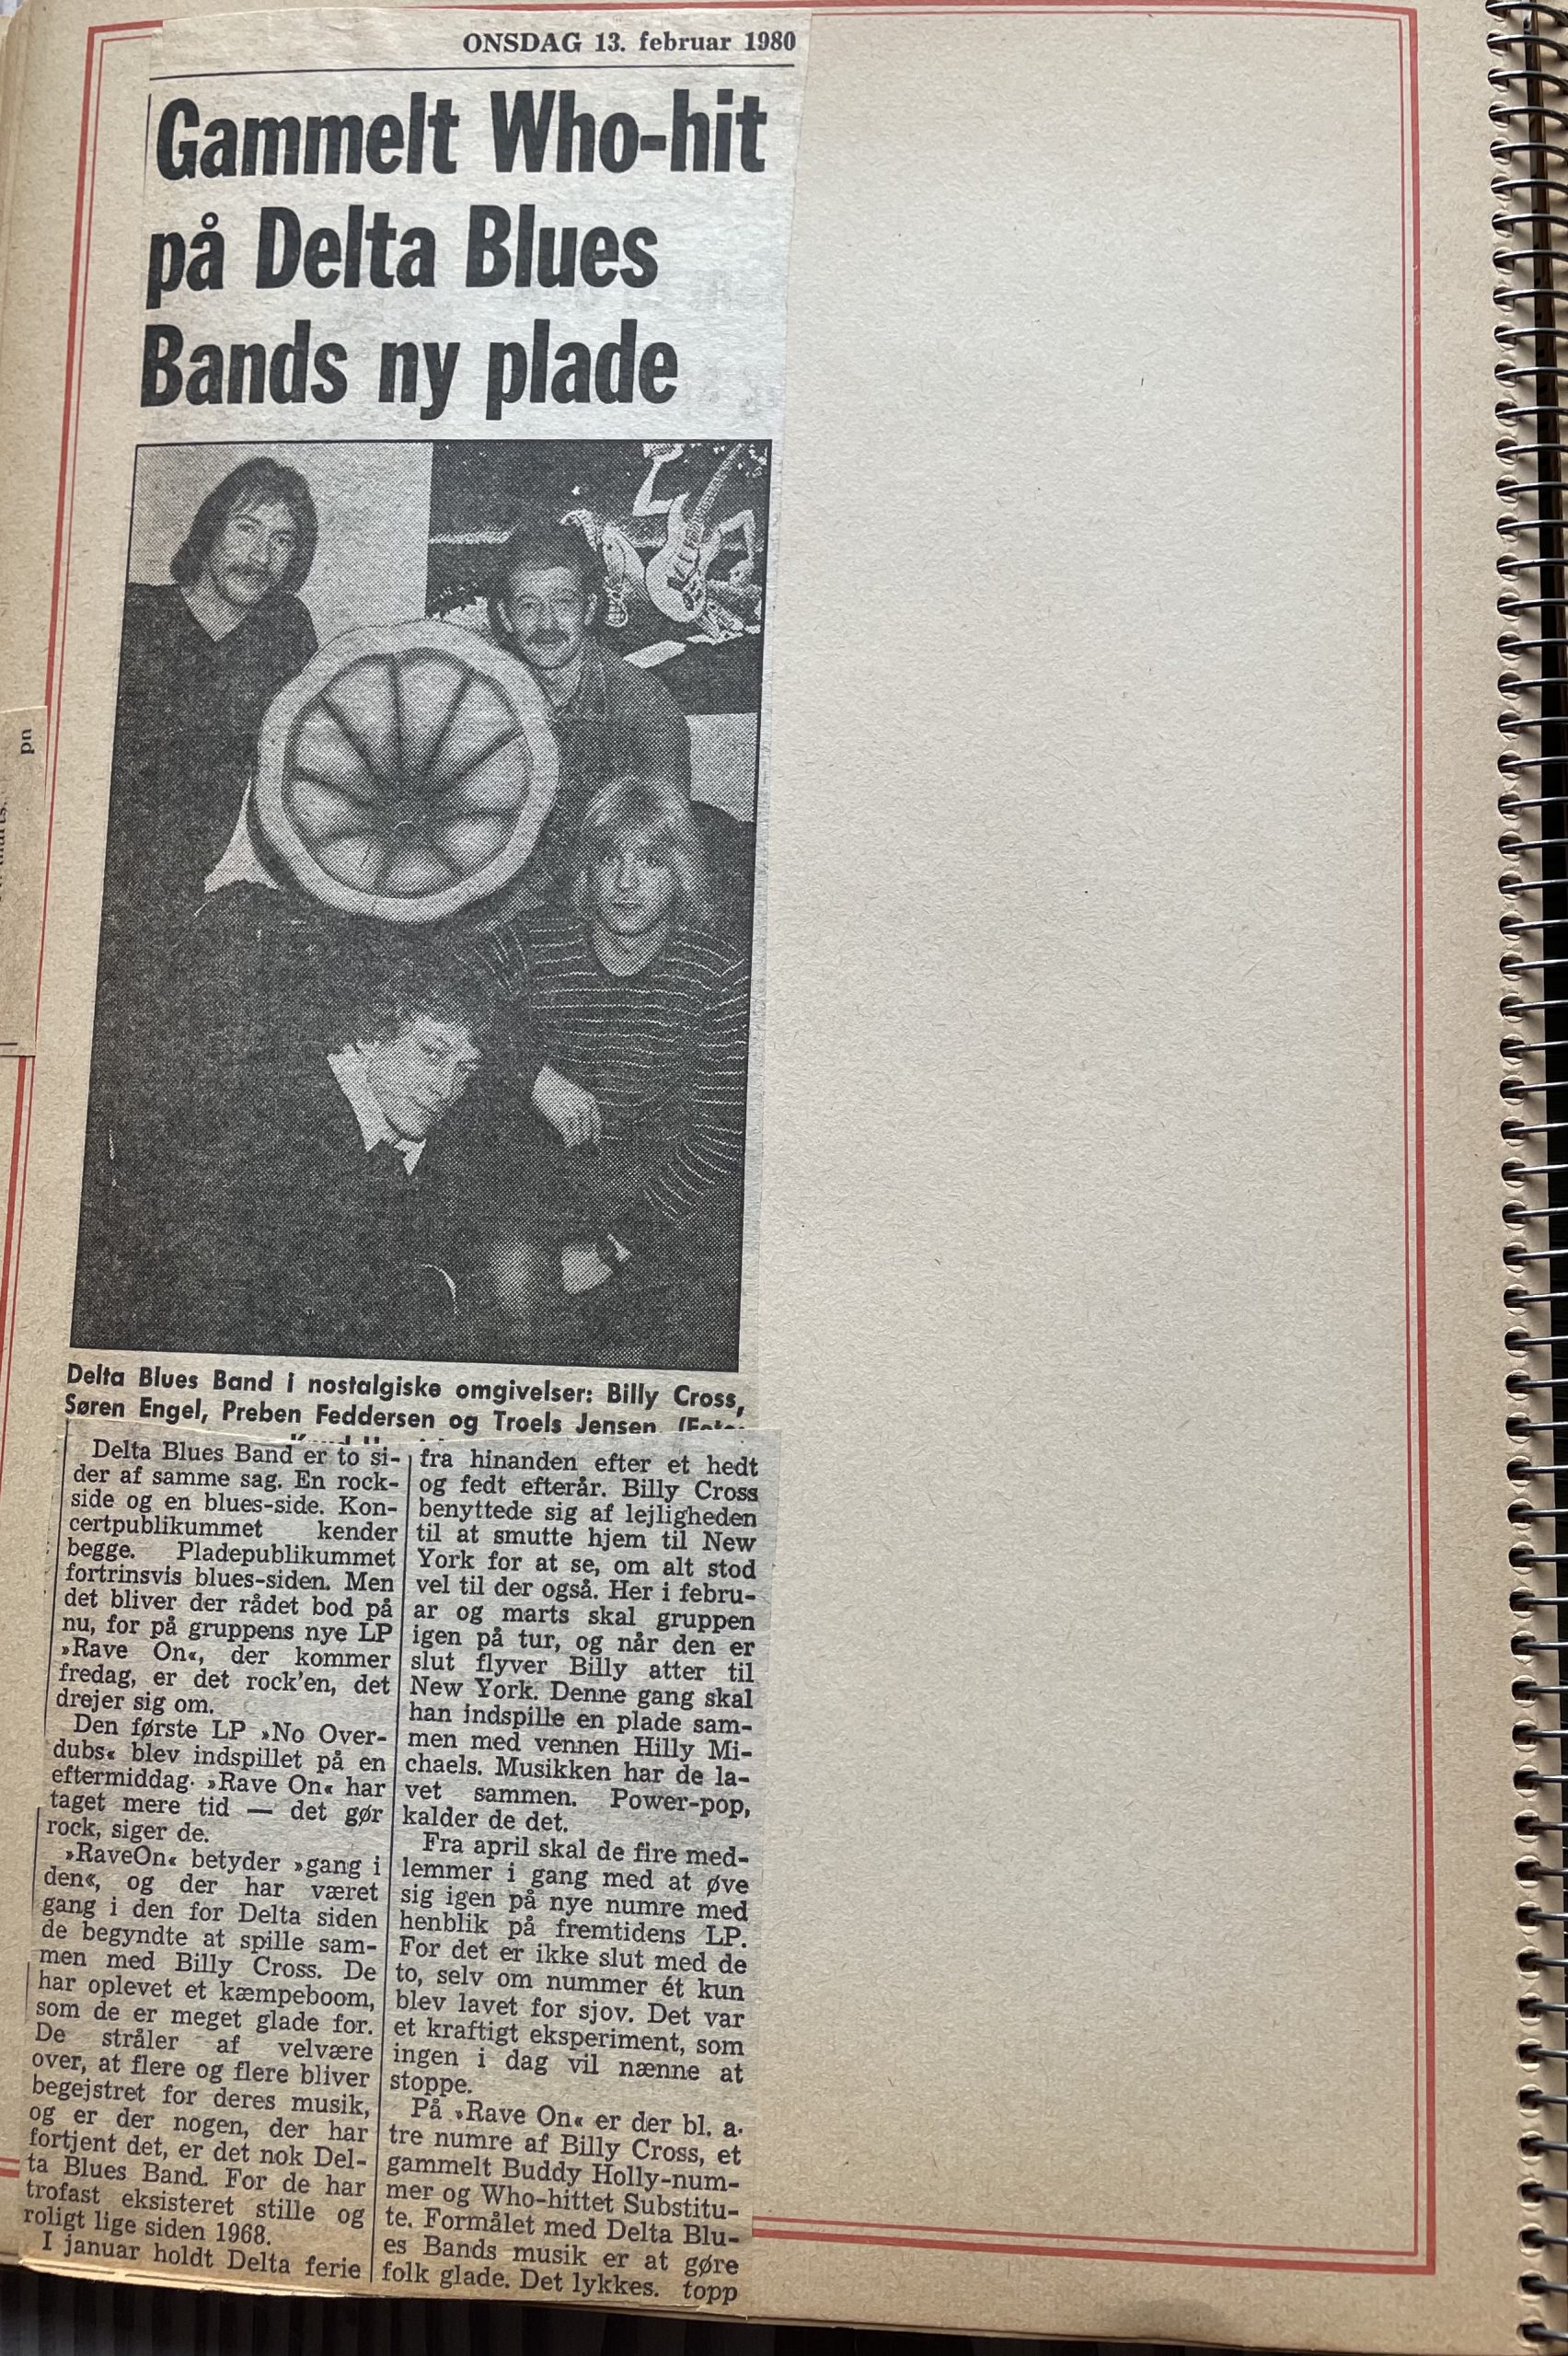 ONSDAG 13. februar 1980
Gammelt Who-hit
på Delta Blues
Bands ny plade
Delta Blues Band i nostalgiske omgivelser: Billy Cross,
Søren Engel, Preben Feddersen og Troels Jensen. (Foto:
Delta Blues Band er to si-
der af samme sag. En rock-
side og en blues-side. Kon-
certpublikummet kender
begge. Pladepublikummet
fortrinsvis blues-siden. Men
det bliver der rådet bod på
nu, for på gruppens nye LP
»Rave On«, der kommer
fredag, er det rock'en, det
drejer sig om.
Den første LP »No Over-
dubs« blev indspillet på en
eftermiddag. »Rave On« har
taget mere tid — det gør
rock, siger de.
»RaveOn« betyder »gang i
den«, og der har været
gang i den for Delta siden
de begyndte at spille sam-
men med Billy Cross. De
har oplevet et kæmpeboom,
som de er meget glade for.
De stråler af velvære
over, at flere og flere bliver
begejstret for deres musik,
og er der nogen, der har
fortjent det, er det nok Del-
ta Blues Band. For de har
trofast eksisteret stille og
roligt lige siden 1968.
I januar holdt Delta ferie
fra hinanden efter et hedt
og fedt efterår. Billy Cross
benyttede sig af lejligheden
til at smutte hjem til New
York for at se, om alt stod
vel til der også. Her i febru-
ar og marts skal gruppen
igen på tur, og når den er
slut flyver Billy atter til
New York. Denne gang skal
han indspille en plade sam-
men med vennen Hilly Mi-
chaels. Musikken har de la-
vet sammen. Power-pop,
kalder de det.
Fra april skal de fire med-
lemmer i gang med at øve
sig igen på nye numre med
henblik på fremtidens LP.
For det er ikke slut med de
to, selv om nummer ét kun
blev lavet for sjov. Det var
et kraftigt eksperiment, som
ingen i dag vil nænne at
stoppe.
På »Rave On« er der bl. a.
tre numre af Billy Cross, et
gammelt Buddy Holly-num-
mer og Who-hittet Substitu-
te. Formålet med Delta Blu-
es Bands musik er at gøre
folk glade. Det lykkes. topp
pn